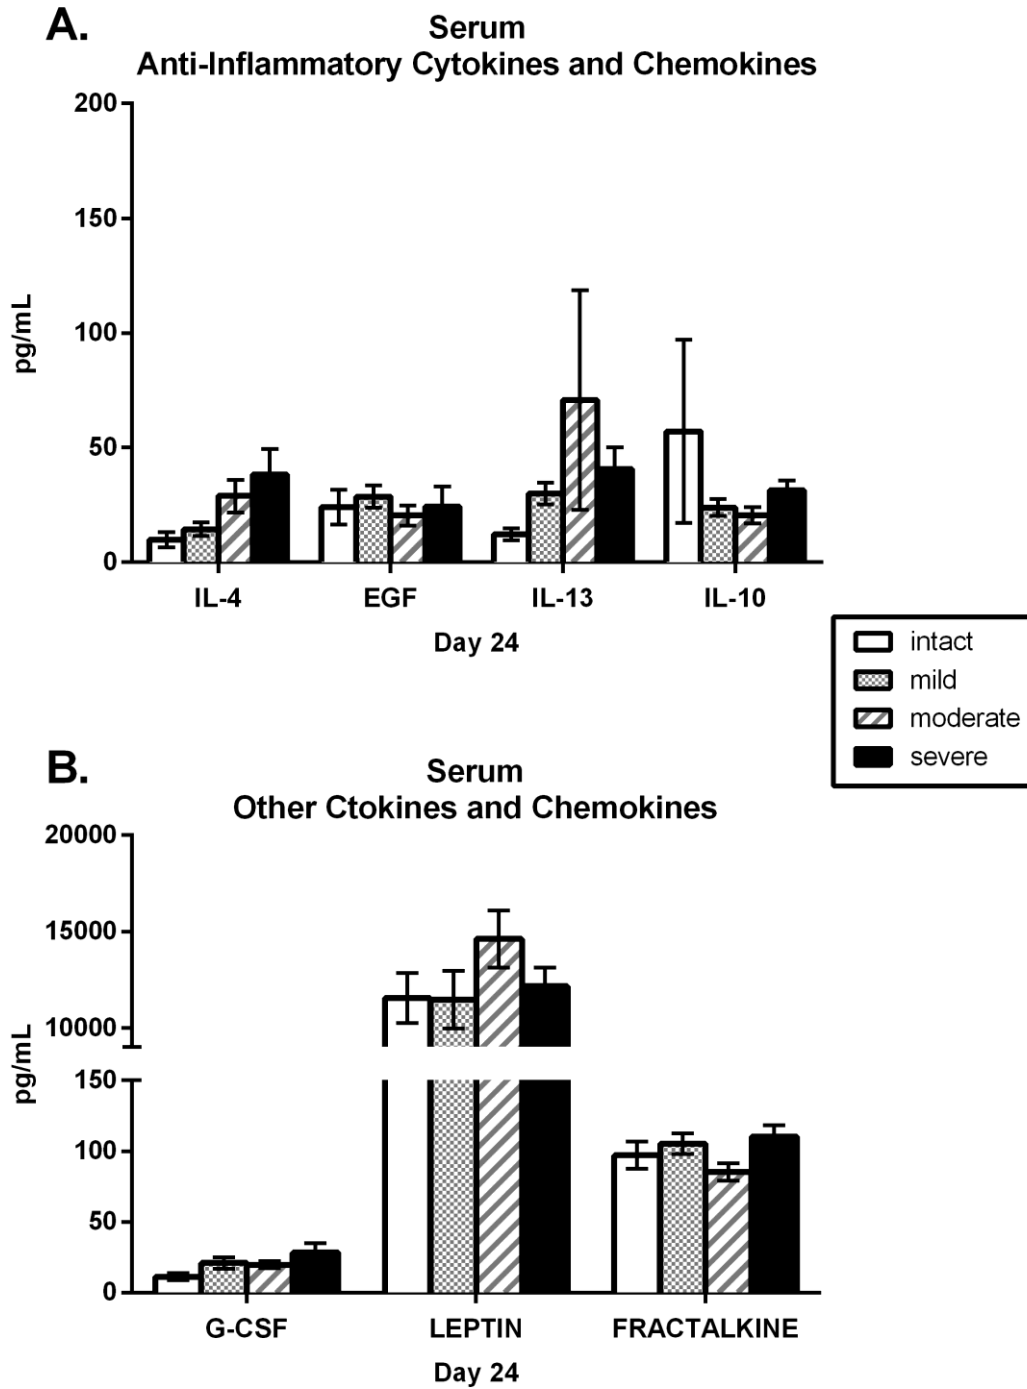 A.
Serum
Anti-Inflammatory Cytokines and Chemokines
200
150
100
50
0
pg/mL
IL-4 EGF IL-13 IL-10
Day 24
intact
mild
moderate
severe
B.
Serum
Other Ctokines and Chemokines
20000
15000
10000
150
100
50
0
pg/mL
G-CSF LEPTIN FRACTALKINE
Day 24